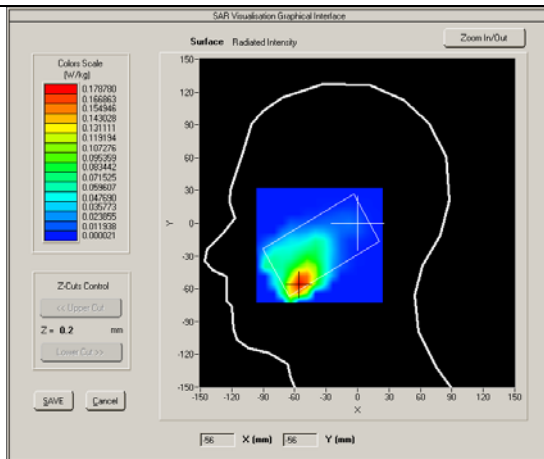 SAR Visualisation Graphical Interface
Surface Radiated Intensity
Zoom In/Out
Colors Scale
(W/kg)
0.178780
0.166863
0.154946
0.143028
0.131111
0.119194
0.107276
0.095359
0.083442
0.071525
0.059607
0.047690
0.035773
0.023855
0.011938
0.000021
Z-Cuts Control
<< Upper Cut
Z = 0.2 mm
Lower Cut >>
SAVE Cancel
150
120
90
60
30
0
-30
-60
-90
-120
-150
Y
-150 -120 -90 -60 -30 0 30 60 90 120 150
X
-56 X (mm) -56 Y (mm)